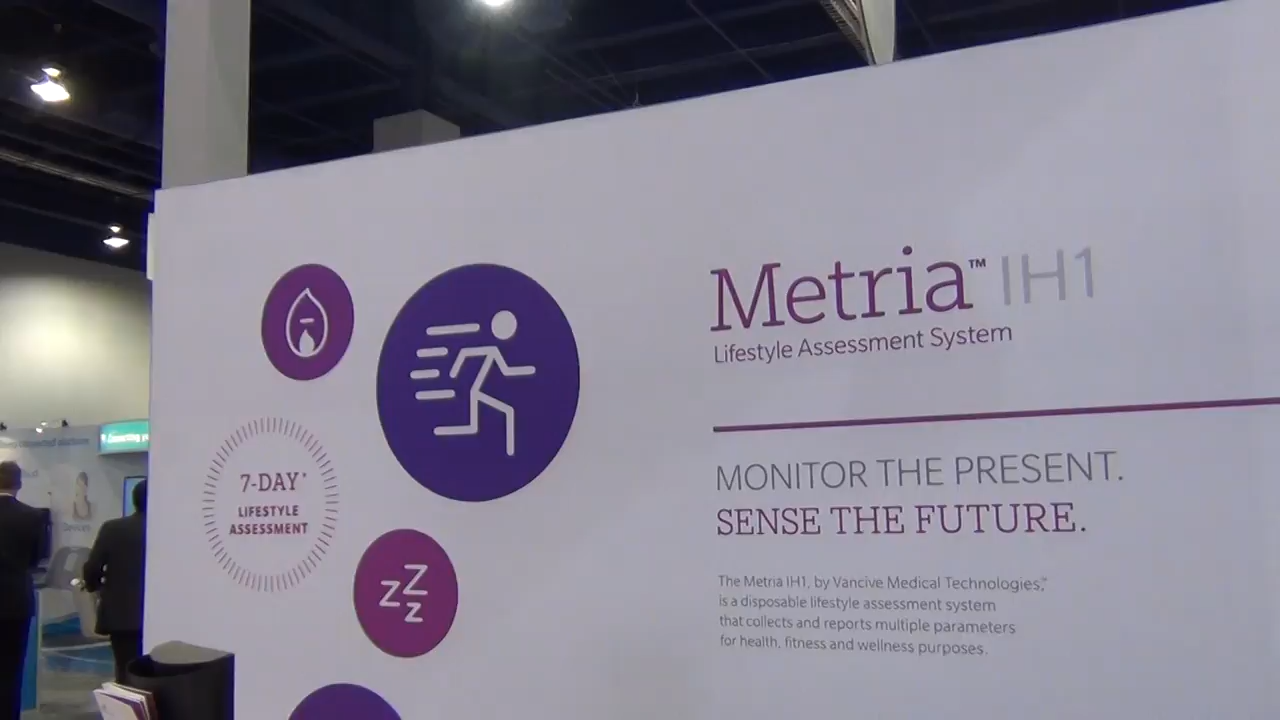 Metria™ IH1
Lifestyle Assessment System
MONITOR THE PRESENT.
SENSE THE FUTURE.
The Metria IH1, by Vancive Medical Technologies,™
is a disposable lifestyle assessment system
that collects and reports multiple parameters
for health, fitness and wellness purposes.
7-DAY*
LIFESTYLE
ASSESSMENT
zZz